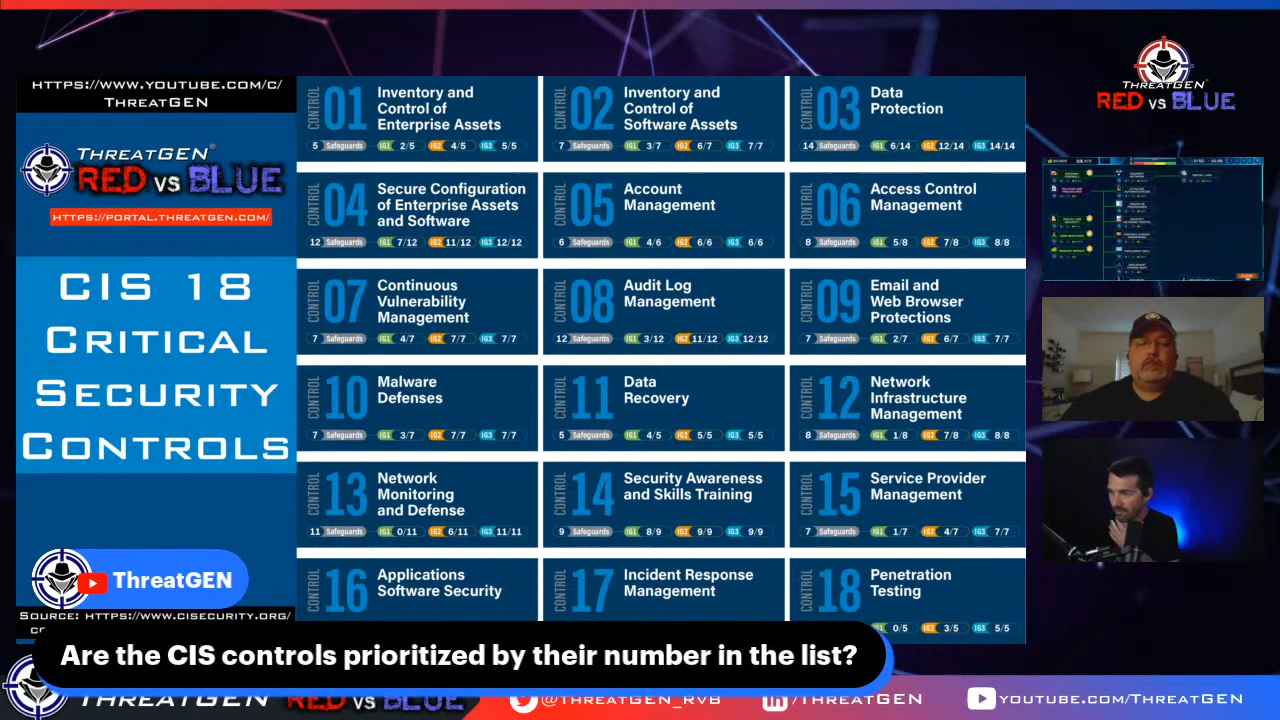 HTTPS://WWW.YOUTUBE.COM/C/
THREATGEN
THREATGEN®
RED VS BLUE
HTTPS://PORTAL.THREATGEN.COM/
CIS 18
CRITICAL
SECURITY
CONTROLS
ThreatGEN
SOURCE: HTTPS://WWW.CISECURITY.ORG/
CONTROL 01 Inventory and
Control of
Enterprise Assets
5 Safeguards IG1 2/5 IG2 4/5 IG3 5/5
CONTROL 02 Inventory and
Control of
Software Assets
7 Safeguards IG1 3/7 IG2 6/7 IG3 7/7
CONTROL 03 Data
Protection
14 Safeguards IG1 6/14 IG2 12/14 IG3 14/14
CONTROL 04 Secure Configuration
of Enterprise Assets
and Software
12 Safeguards IG1 7/12 IG2 11/12 IG3 12/12
CONTROL 05 Account
Management
6 Safeguards IG1 4/6 IG2 6/6 IG3 6/6
CONTROL 06 Access Control
Management
8 Safeguards IG1 5/8 IG2 7/8 IG3 8/8
CONTROL 07 Continuous
Vulnerability
Management
7 Safeguards IG1 4/7 IG2 7/7 IG3 7/7
CONTROL 08 Audit Log
Management
12 Safeguards IG1 3/12 IG2 11/12 IG3 12/12
CONTROL 09 Email and
Web Browser
Protections
7 Safeguards IG1 2/7 IG2 6/7 IG3 7/7
CONTROL 10 Malware
Defenses
7 Safeguards IG1 3/7 IG2 7/7 IG3 7/7
CONTROL 11 Data
Recovery
5 Safeguards IG1 4/5 IG2 5/5 IG3 5/5
CONTROL 12 Network
Infrastructure
Management
8 Safeguards IG1 1/8 IG2 7/8 IG3 8/8
CONTROL 13 Network
Monitoring
and Defense
11 Safeguards IG1 0/11 IG2 6/11 IG3 11/11
CONTROL 14 Security Awareness
and Skills Training
9 Safeguards IG1 8/9 IG2 9/9 IG3 9/9
CONTROL 15 Service Provider
Management
7 Safeguards IG1 1/7 IG2 4/7 IG3 7/7
CONTROL 16 Applications
Software Security
CONTROL 17 Incident Response
Management
CONTROL 18 Penetration
Testing
IG1 0/5 IG2 3/5 IG3 5/5
THREATGEN®
RED VS BLUE
Are the CIS controls prioritized by their number in the list?
THREATGEN RED VS BLUE
@THREATGEN_RVB
/THREATGEN
YOUTUBE.COM/THREATGEN